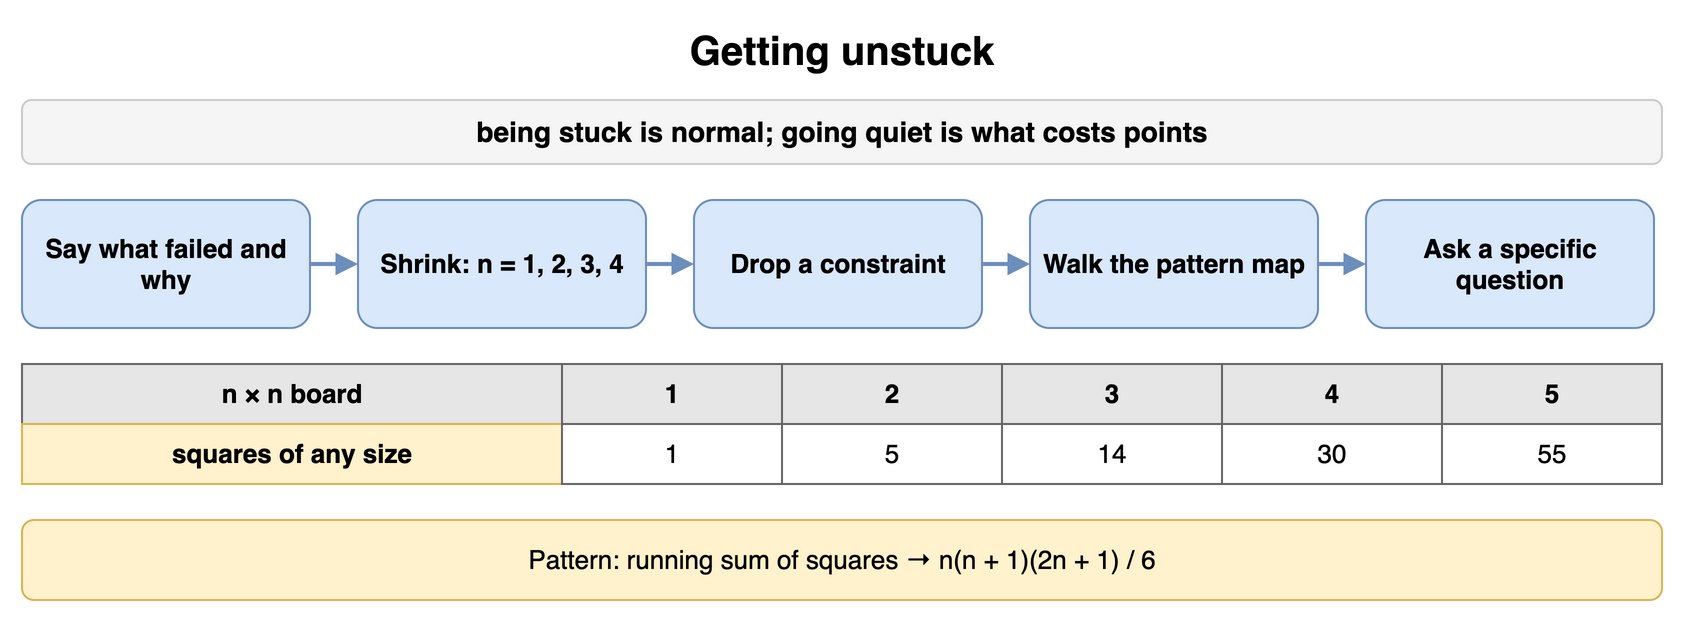 Getting unstuck
being stuck is normal; going quiet is what costs points
Say what failed and
why
Shrink: n = 1, 2, 3, 4
Drop a constraint
Walk the pattern map
Ask a specific
question
n × n board 1 2 3 4 5
squares of any size 1 5 14 30 55
Pattern: running sum of squares → n(n + 1)(2n + 1) / 6